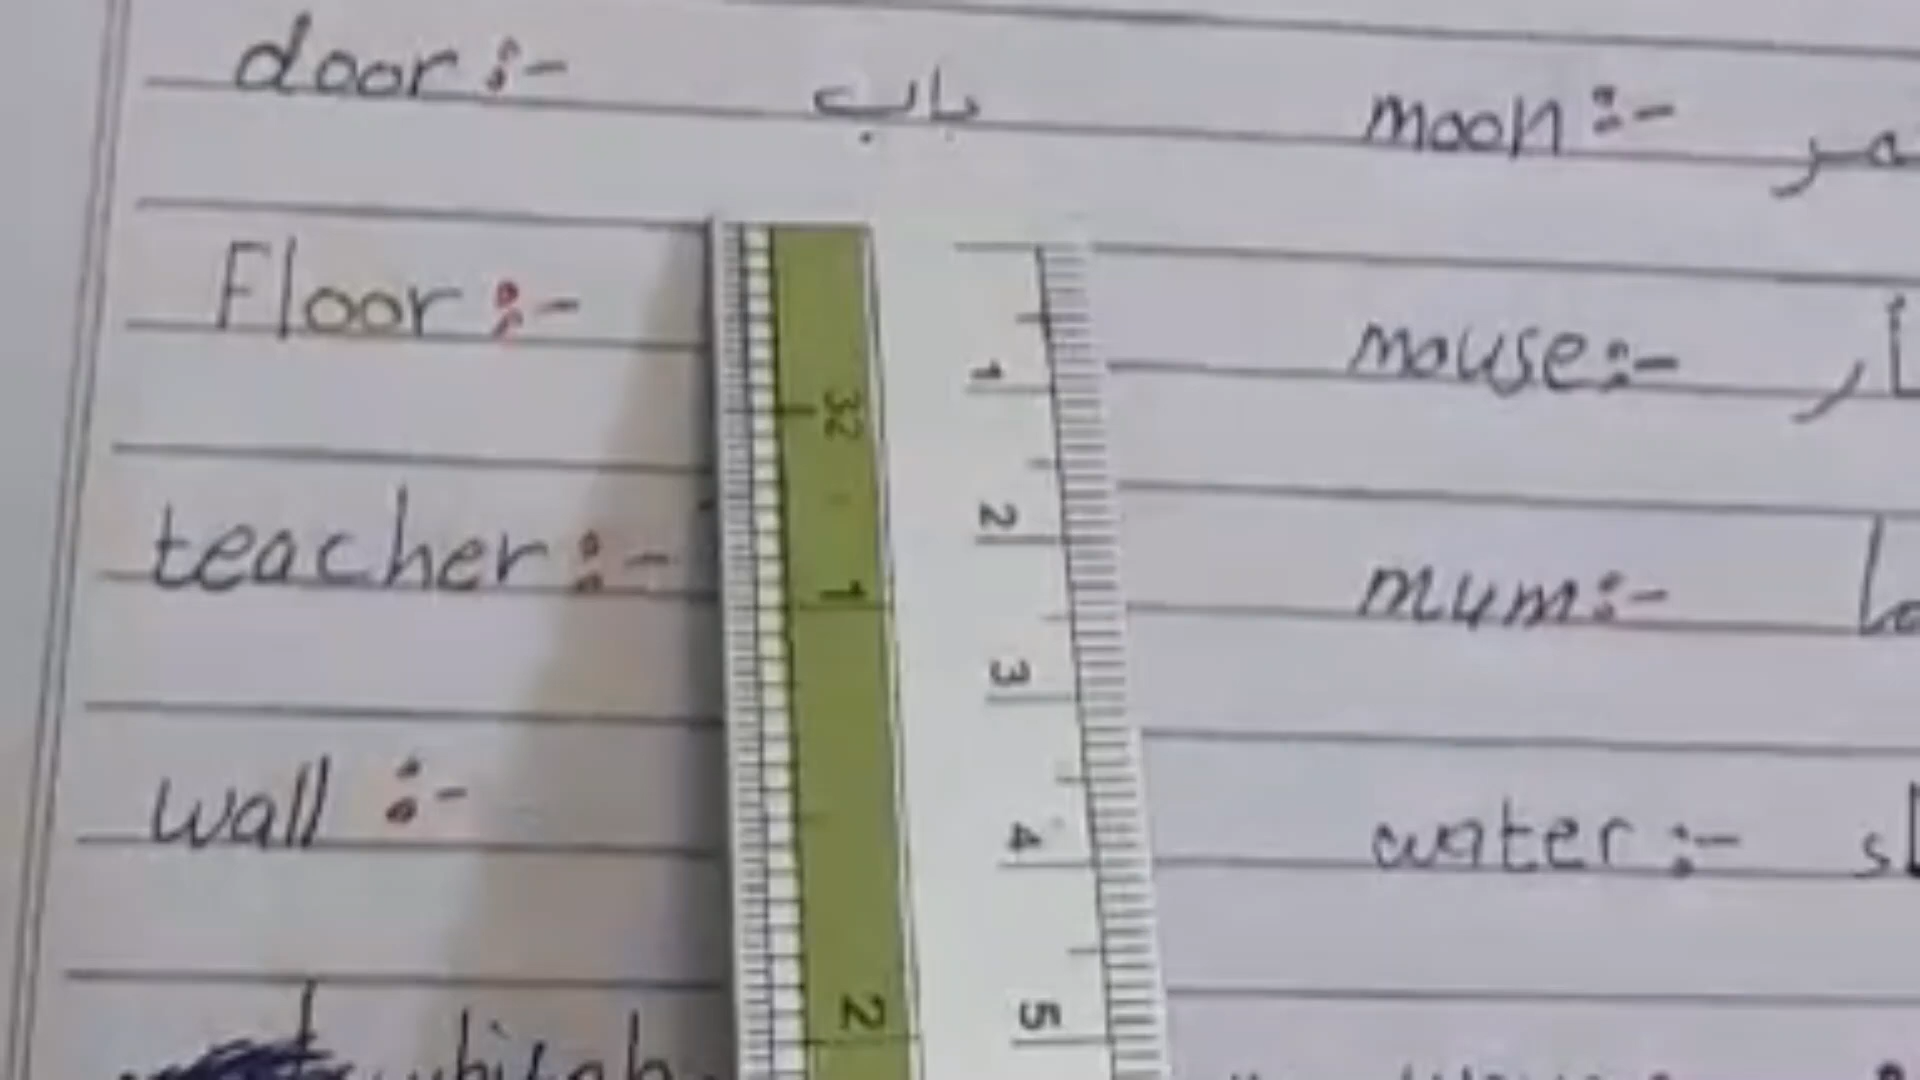 door:- باب moon:-
Floor:- mouse:-
teacher:- mum:-
wall :- water:-
32
1
2
1
2
3
4
5